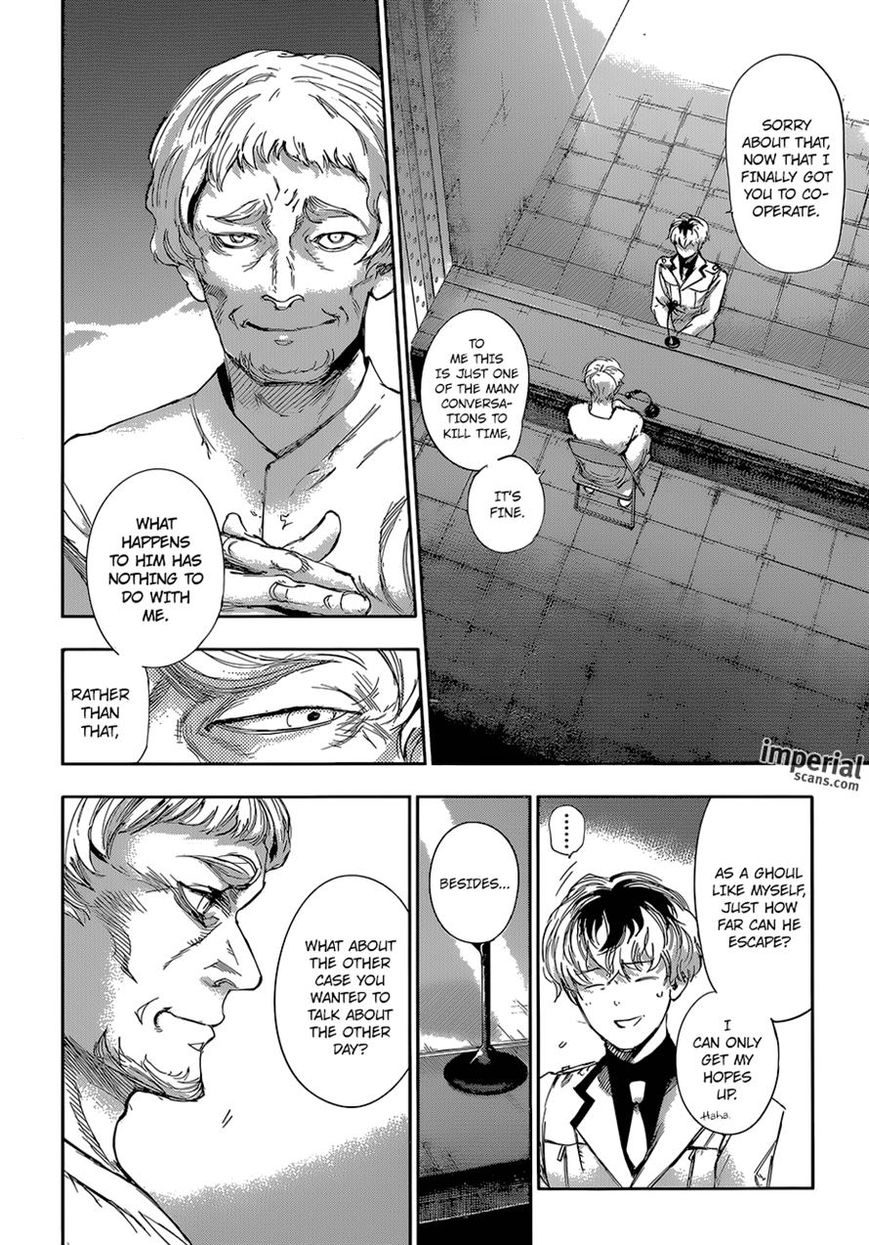 SORRY
ABOUT THAT,
NOW THAT I
FINALLY GOT
YOU TO CO-
OPERATE.
TO
ME THIS
IS JUST ONE
OF THE MANY
CONVERSA-
TIONS TO
KILL TIME,
IT'S
FINE.
WHAT
HAPPENS
TO HIM HAS
NOTHING TO
DO WITH
ME.
RATHER
THAN
THAT,
imperial
scans.com
AS A GHOUL
LIKE MYSELF,
JUST HOW
FAR CAN HE
ESCAPE?
......
I
CAN ONLY
GET MY
HOPES
UP.
Haha.
BESIDES...
WHAT ABOUT
THE OTHER
CASE YOU
WANTED TO
TALK ABOUT
THE OTHER
DAY?